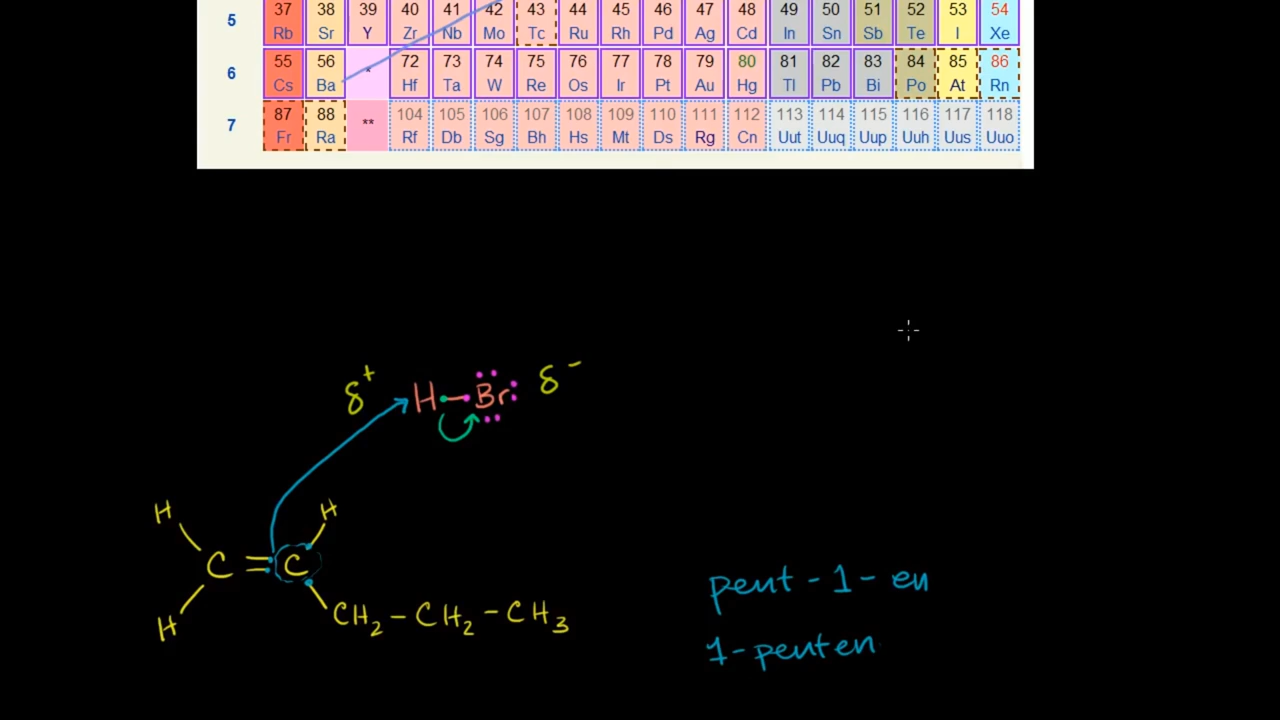 5 37 38 39 40 41 42 43 44 45 46 47 48 49 50 51 52 53 54
Rb Sr Y Zr Nb Mo Tc Ru Rh Pd Ag Cd In Sn Sb Te I Xe
6 55 56 * 72 73 74 75 76 77 78 79 80 81 82 83 84 85 86
Cs Ba Hf Ta W Re Os Ir Pt Au Hg Tl Pb Bi Po At Rn
7 87 88 ** 104 105 106 107 108 109 110 111 112 113 114 115 116 117 118
Fr Ra Rf Db Sg Bh Hs Mt Ds Rg Cn Uut Uuq Uup Uuh Uus Uuo
δ+ H–Br δ−
H H
C=C
H CH2–CH2–CH3
pent-1-en
1-penten